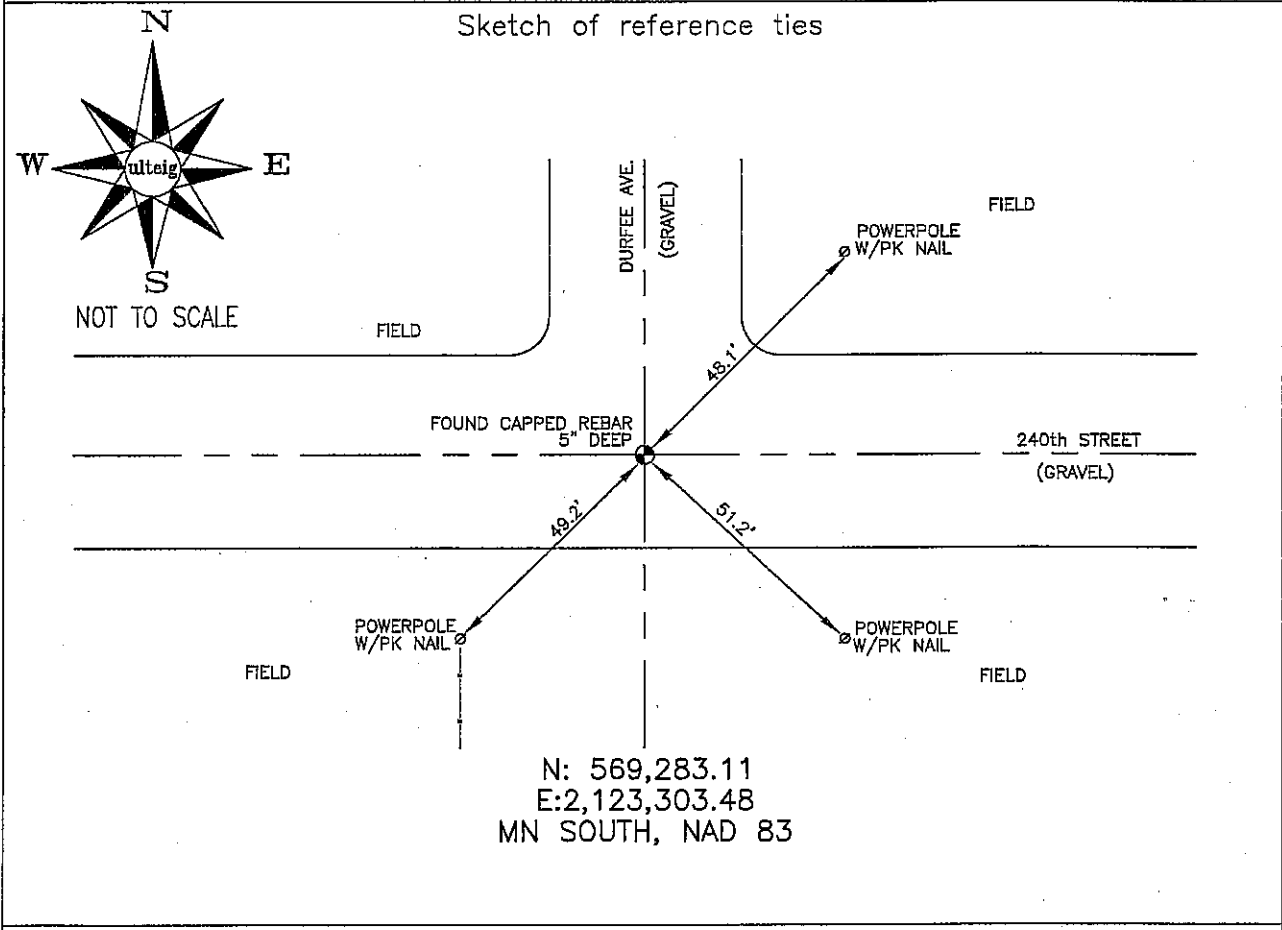 Sketch of reference ties
N
W
ulteig
E
S
NOT TO SCALE
DURFEE AVE.
(GRAVEL)
FIELD
POWERPOLE
W/PK NAIL
FIELD
48.1'
FOUND CAPPED REBAR
5" DEEP
240th STREET
(GRAVEL)
49.2'
51.2'
POWERPOLE
W/PK NAIL
POWERPOLE
W/PK NAIL
FIELD
FIELD
N: 569,283.11
E:2,123,303.48
MN SOUTH, NAD 83